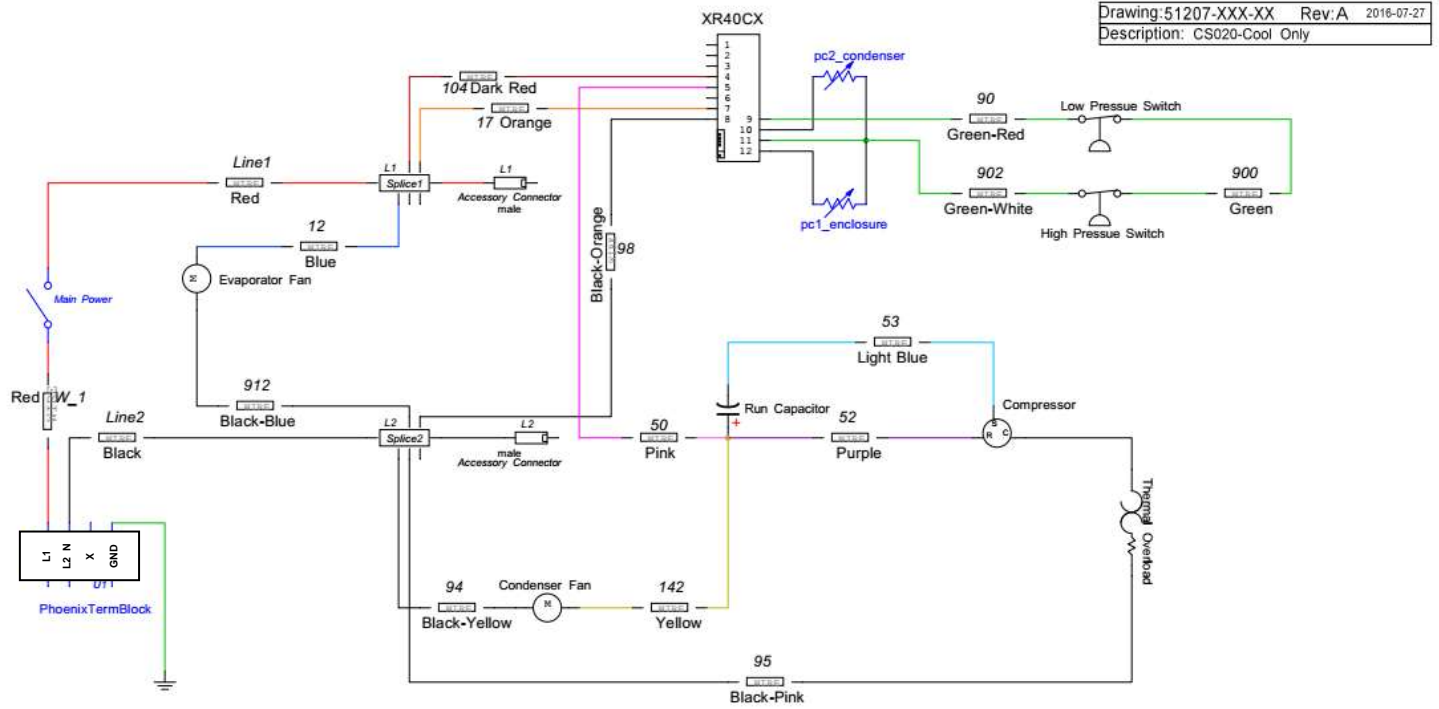 Drawing:51207-XXX-XX Rev:A 2016-07-27
Description: CS020-Cool Only
XR40CX
1
2
3
4
5
6
7
8
9
10
11
12
pc2_condenser
pc1_enclosure
104 Dark Red
17 Orange
90
Green-Red
Low Pressue Switch
902
Green-White
High Pressue Switch
900
Green
Line1
Red
L1
Splice1
L1
Accessory Connector
male
12
Blue
M
Evaporator Fan
Black-Orange
98
Main Power
Red W_1
912
Black-Blue
Line2
Black
L2
Splice2
L2
male
Accessory Connector
53
Light Blue
Run Capacitor
+
50
Pink
52
Purple
Compressor
S
R
C
Thermal Overload
L1
L2 N
X
GND
U1
PhoenixTermBlock
94
Black-Yellow
Condenser Fan
M
142
Yellow
95
Black-Pink